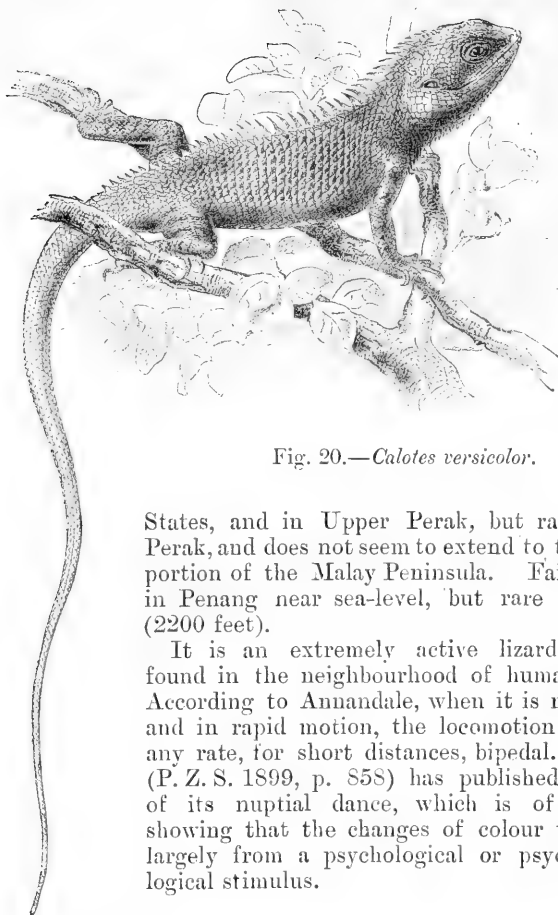 Fig. 20.—Calotes versicolor.
States, and in Upper Perak, but ra
Perak, and does not seem to extend to t
portion of the Malay Peninsula. Fai
in Penang near sea-level, but rare
(2200 feet).
It is an extremely active lizard
found in the neighbourhood of huma
According to Annandale, when it is r
and in rapid motion, the locomotion
any rate, for short distances, bipedal.
(P. Z. S. 1899, p. 858) has published
of its nuptial dance, which is of
showing that the changes of colour
largely from a psychological or psyc
logical stimulus.